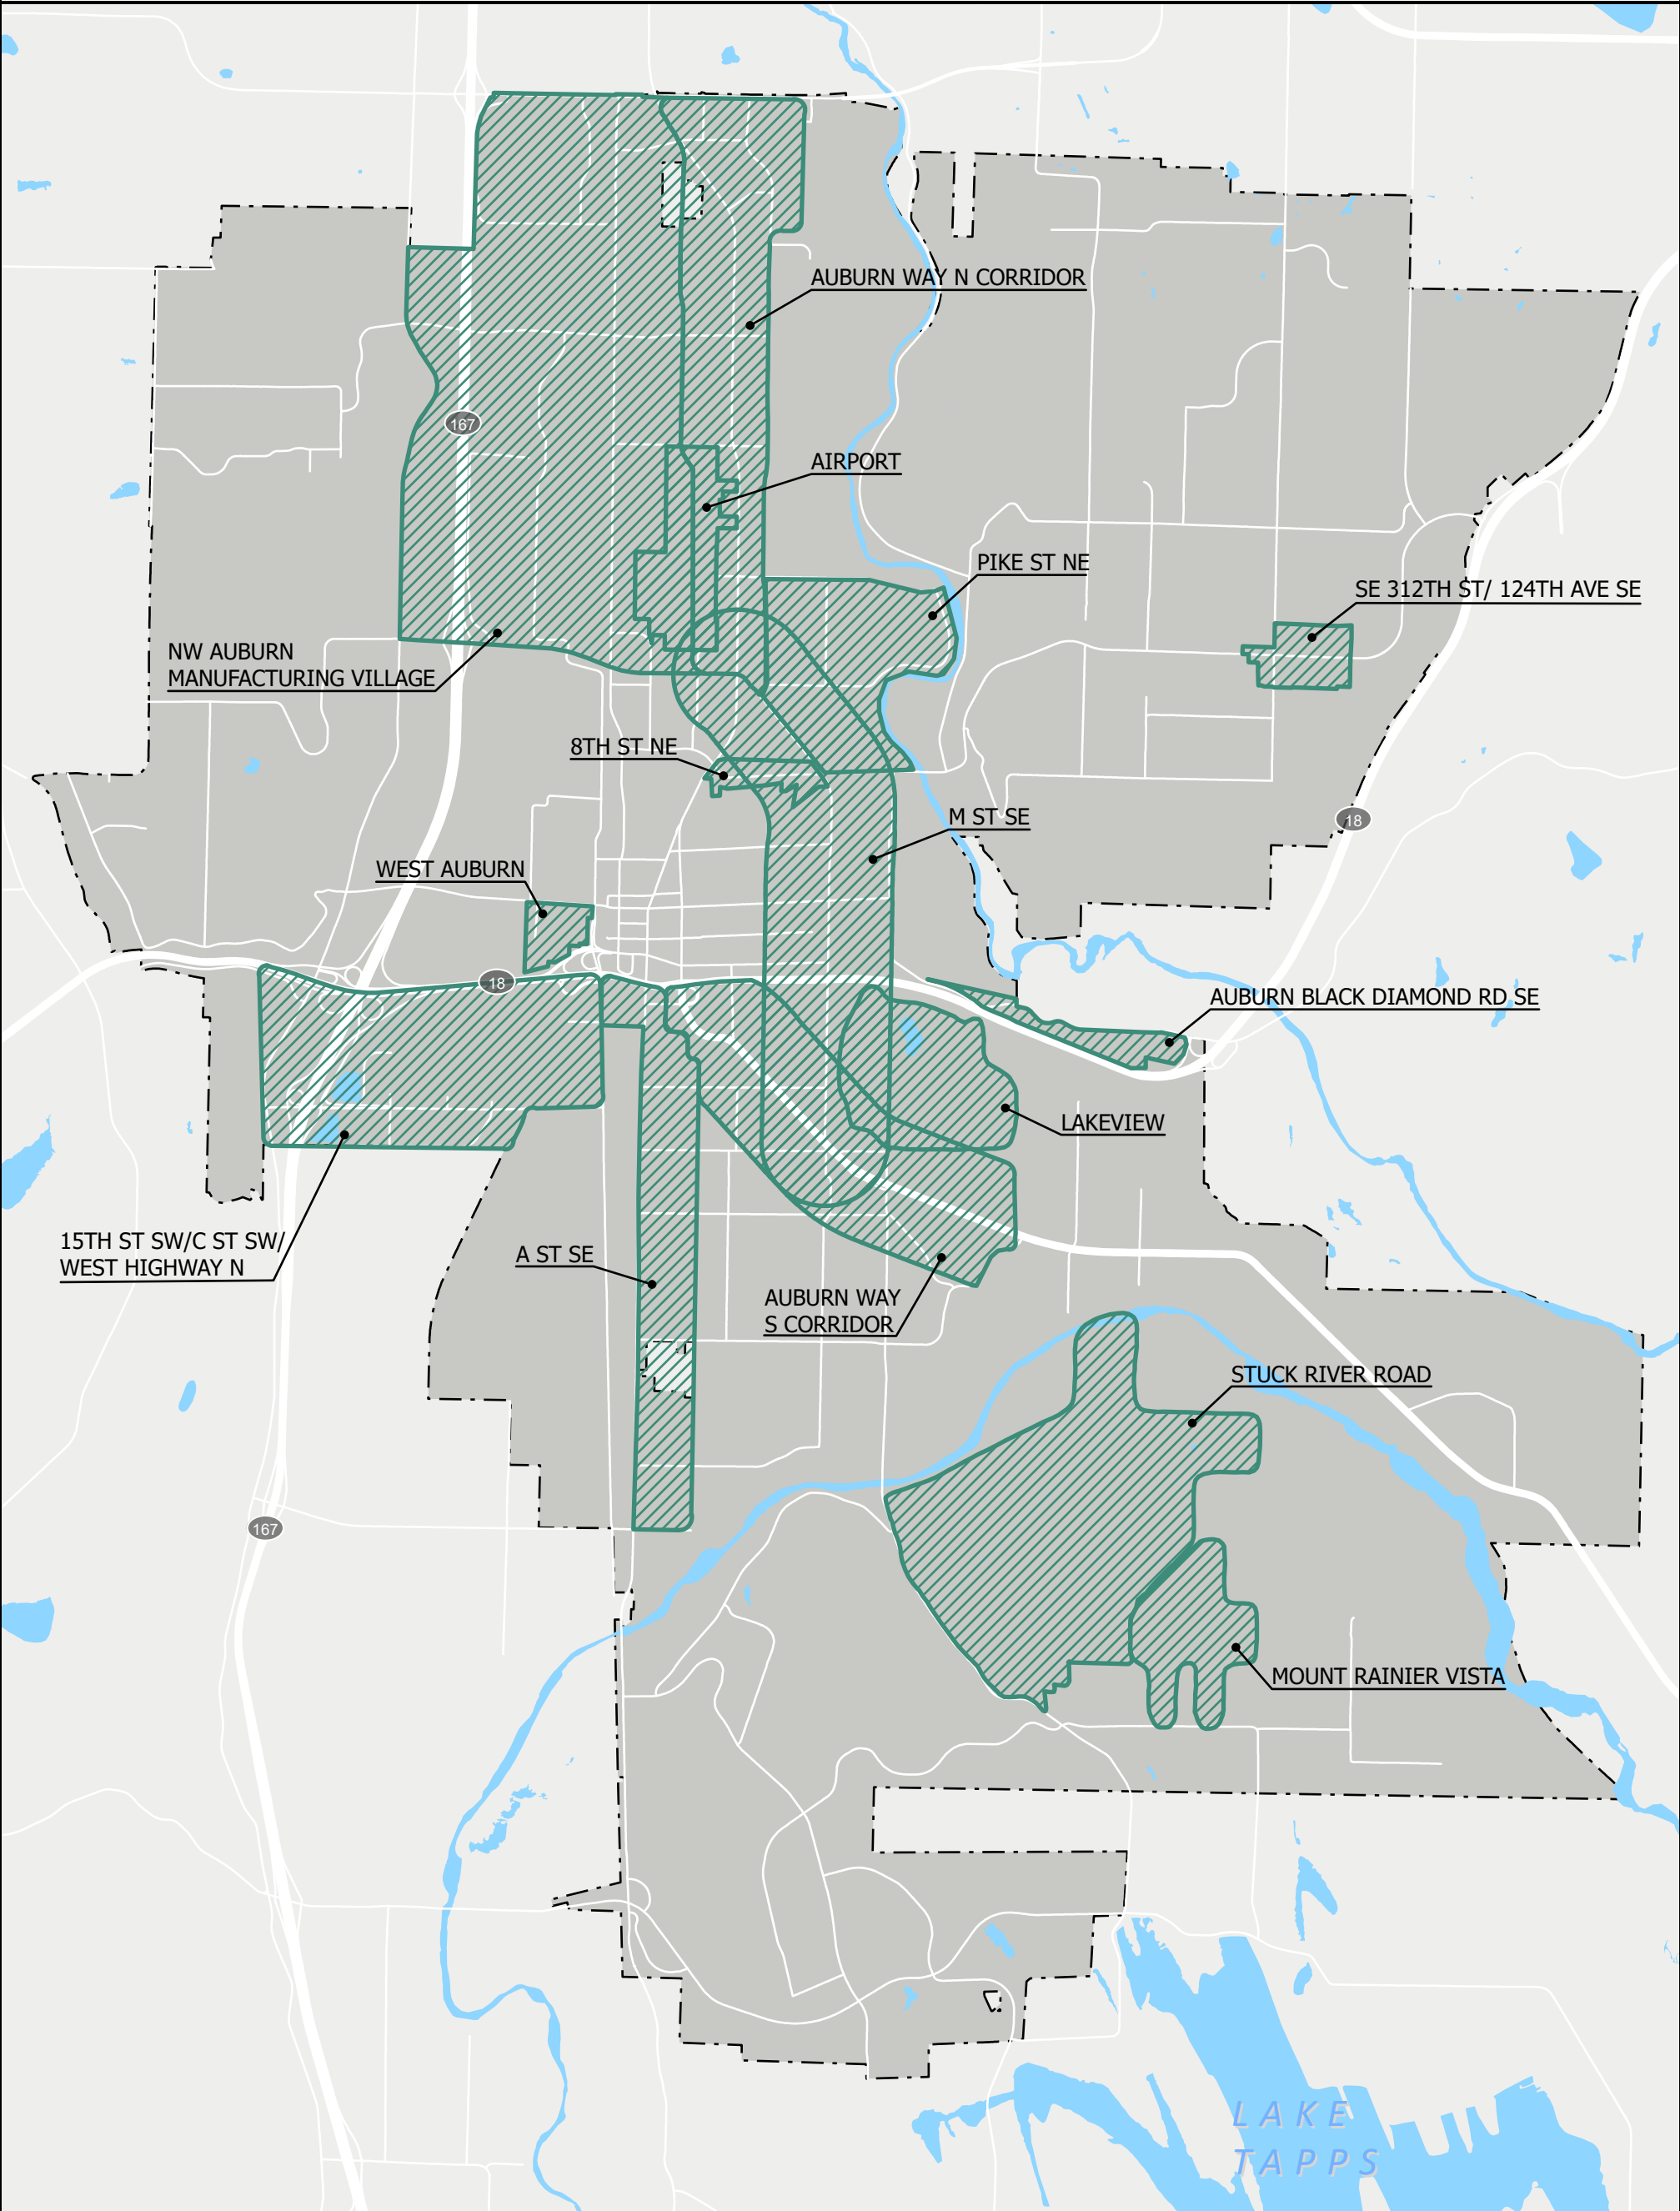 AUBURN WAY N CORRIDOR
167
AIRPORT
PIKE ST NE
SE 312TH ST/ 124TH AVE SE
NW AUBURN
MANUFACTURING VILLAGE
8TH ST NE
M ST SE
18
WEST AUBURN
18
AUBURN BLACK DIAMOND RD SE
LAKEVIEW
15TH ST SW/C ST SW/
WEST HIGHWAY N
A ST SE
AUBURN WAY
S CORRIDOR
STUCK RIVER ROAD
167
MOUNT RAINIER VISTA
LAKE
TAPPS